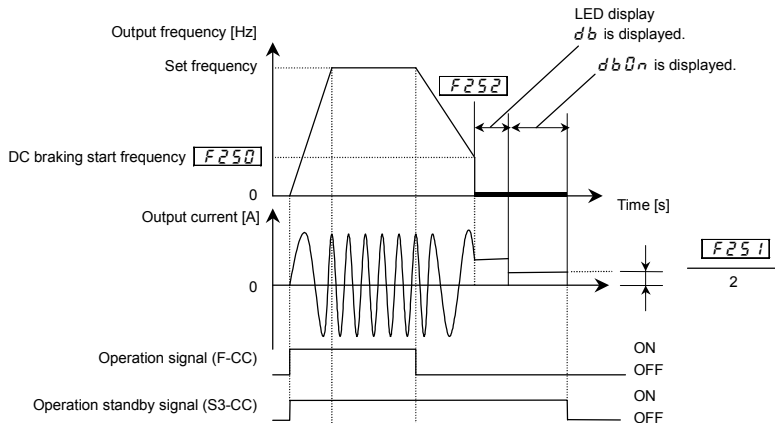 LED display
db is displayed.
Output frequency [Hz]
Set frequency
F252
dbOn is displayed.
DC braking start frequency F250
0
Time [s]
Output current [A]
F251
2
0
Operation signal (F-CC)
ON
OFF
Operation standby signal (S3-CC)
ON
OFF